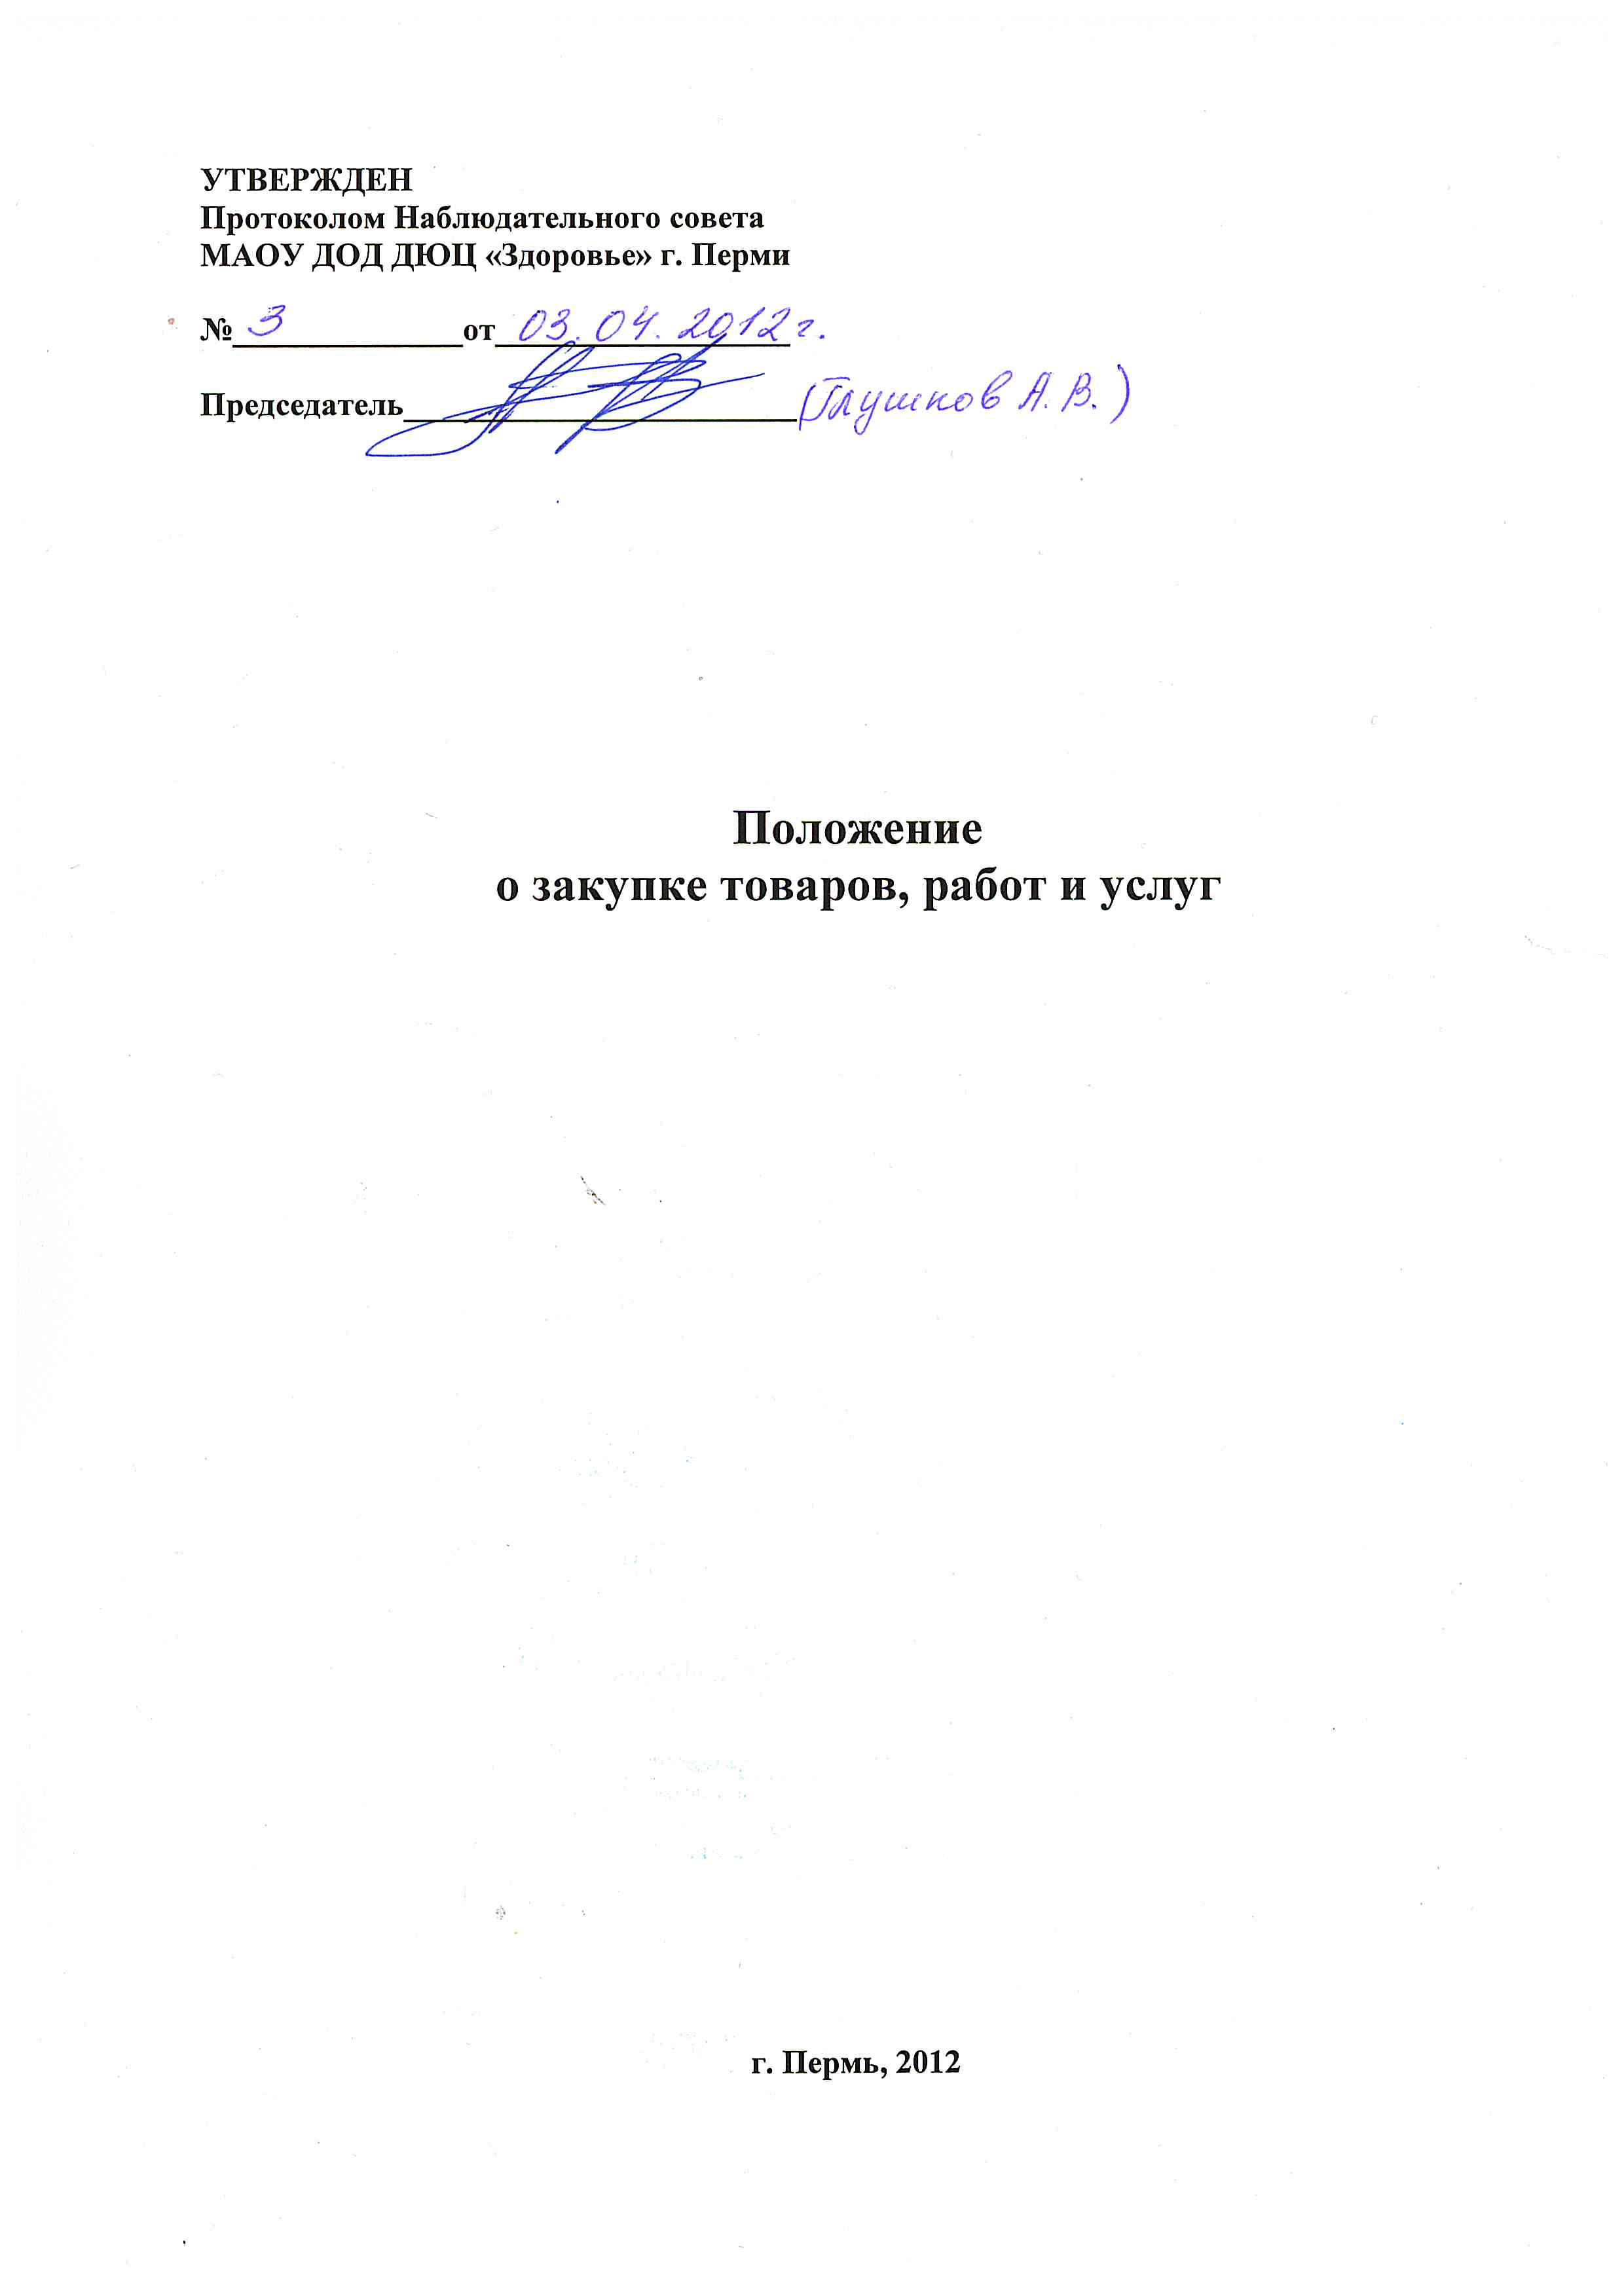 УТВЕРЖДЕН
Протоколом Наблюдательного совета
МАОУ ДОД ДЮЦ «Здоровье» г. Перми
№ 3 от 03.04.2012г.
Председатель (Глушков А.В.)
Положение
о закупке товаров, работ и услуг
г. Пермь, 2012